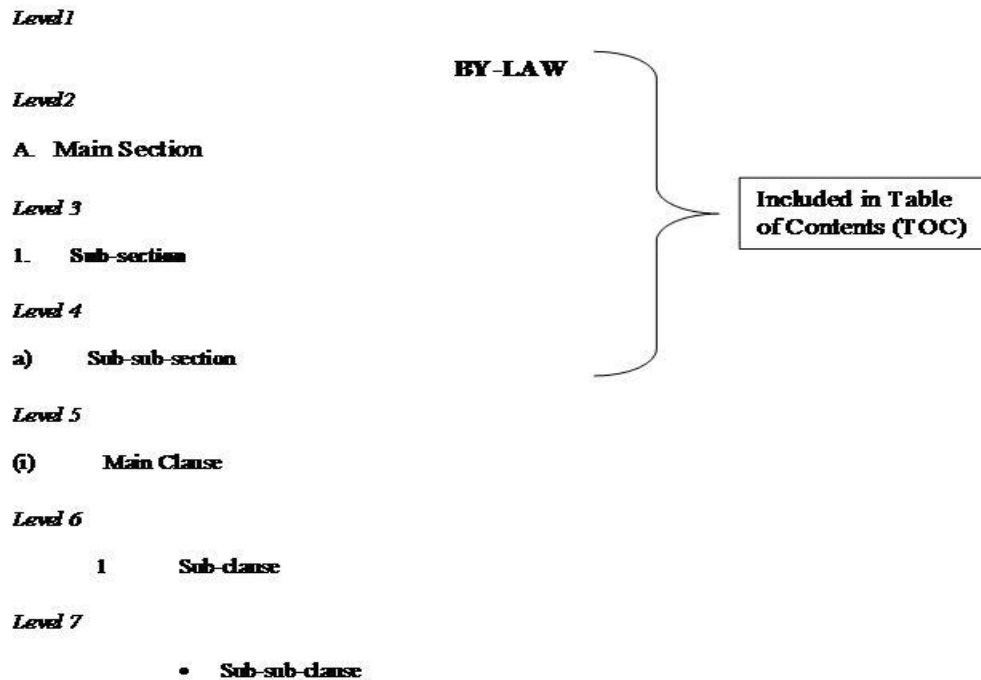 Level1
BY-LAW
Level2
A. Main Section
Included in Table
of Contents (TOC)
Level 3
1. Sub-section
Level 4
a) Sub-sub-section
Level 5
(i) Main Clause
Level 6
1 Sub-clause
Level 7
• Sub-sub-clause